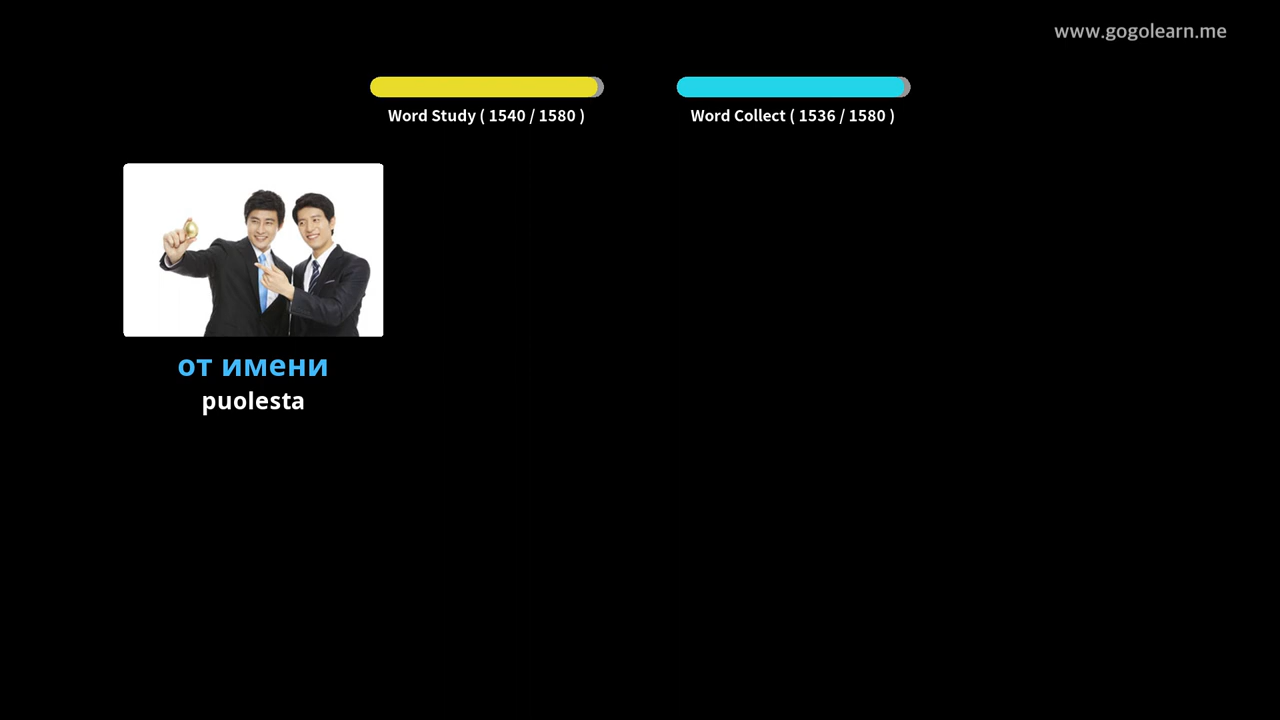 www.gogolearn.me
Word Study ( 1540 / 1580 )
Word Collect ( 1536 / 1580 )
от имени
puolesta